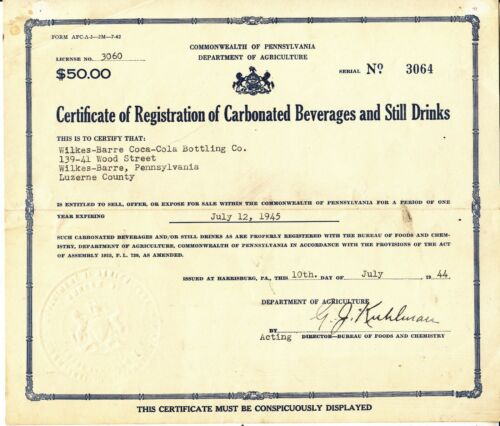 FORM AFC-A-J—2M—7-42
COMMONWEALTH OF PENNSYLVANIA
DEPARTMENT OF AGRICULTURE
LICENSE NO. 3060
$50.00
SERIAL No 3064
Certificate of Registration of Carbonated Beverages and Still Drinks
THIS IS TO CERTIFY THAT:
Wilkes-Barre Coca-Cola Bottling Co.
139-41 Wood Street
Wilkes-Barre, Pennsylvania
Luzerne County
IS ENTITLED TO SELL, OFFER, OR EXPOSE FOR SALE WITHIN THE COMMONWEALTH OF PENNSYLVANIA FOR A PERIOD OF ONE
YEAR EXPIRING July 12, 1945
SUCH CARBONATED BEVERAGES AND/OR STILL DRINKS AS ARE PROPERLY REGISTERED WITH THE BUREAU OF FOODS AND CHEM-
ISTRY, DEPARTMENT OF AGRICULTURE, COMMONWEALTH OF PENNSYLVANIA IN ACCORDANCE WITH THE PROVISIONS OF THE ACT
OF ASSEMBLY 1925, P. L. 730, AS AMENDED.
ISSUED AT HARRISBURG, PA., THIS 10th. DAY OF July 1944
DEPARTMENT OF AGRICULTURE
BY G. J. Kuhlman
Acting DIRECTOR—BUREAU OF FOODS AND CHEMISTRY
THIS CERTIFICATE MUST BE CONSPICUOUSLY DISPLAYED